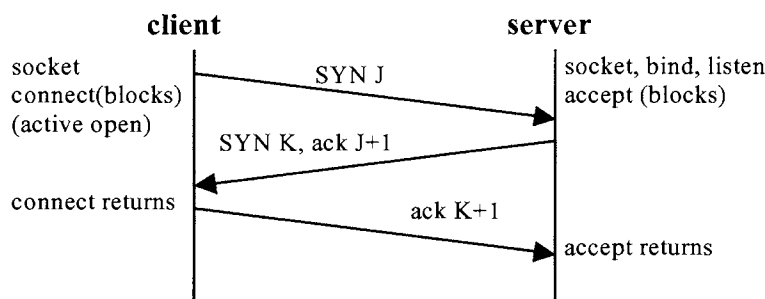 client server
socket SYN J socket, bind, listen
connect(blocks) accept (blocks)
(active open)
SYN K, ack J+1
connect returns
ack K+1
accept returns